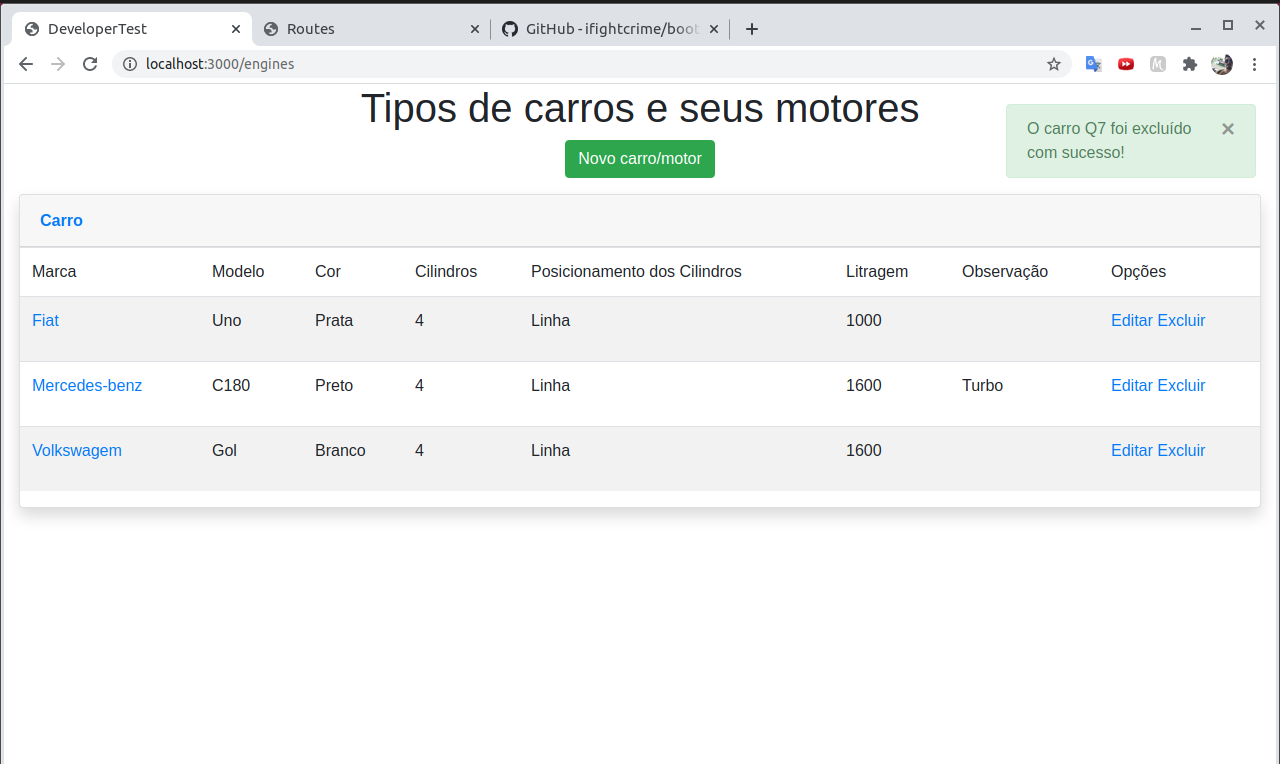 DeveloperTest
Routes
GitHub - ifightcrime/boot
localhost:3000/engines
Tipos de carros e seus motores
Novo carro/motor
O carro Q7 foi excluído
com sucesso!
Carro
Marca Modelo Cor Cilindros Posicionamento dos Cilindros Litragem Observação Opções
Fiat Uno Prata 4 Linha 1000 Editar Excluir
Mercedes-benz C180 Preto 4 Linha 1600 Turbo Editar Excluir
Volkswagem Gol Branco 4 Linha 1600 Editar Excluir